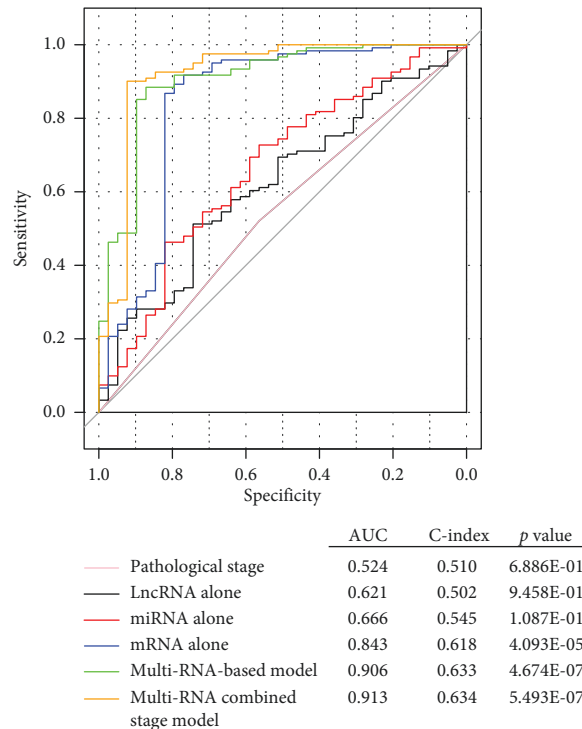 1.0
0.8
0.6
0.4
0.2
0.0
Sensitivity
1.0 0.8 0.6 0.4 0.2 0.0
Specificity
AUC C-index p value
Pathological stage 0.524 0.510 6.886E-01
LncRNA alone 0.621 0.502 9.458E-01
miRNA alone 0.666 0.545 1.087E-01
mRNA alone 0.843 0.618 4.093E-05
Multi-RNA-based model 0.906 0.633 4.674E-07
Multi-RNA combined 0.913 0.634 5.493E-07
stage model